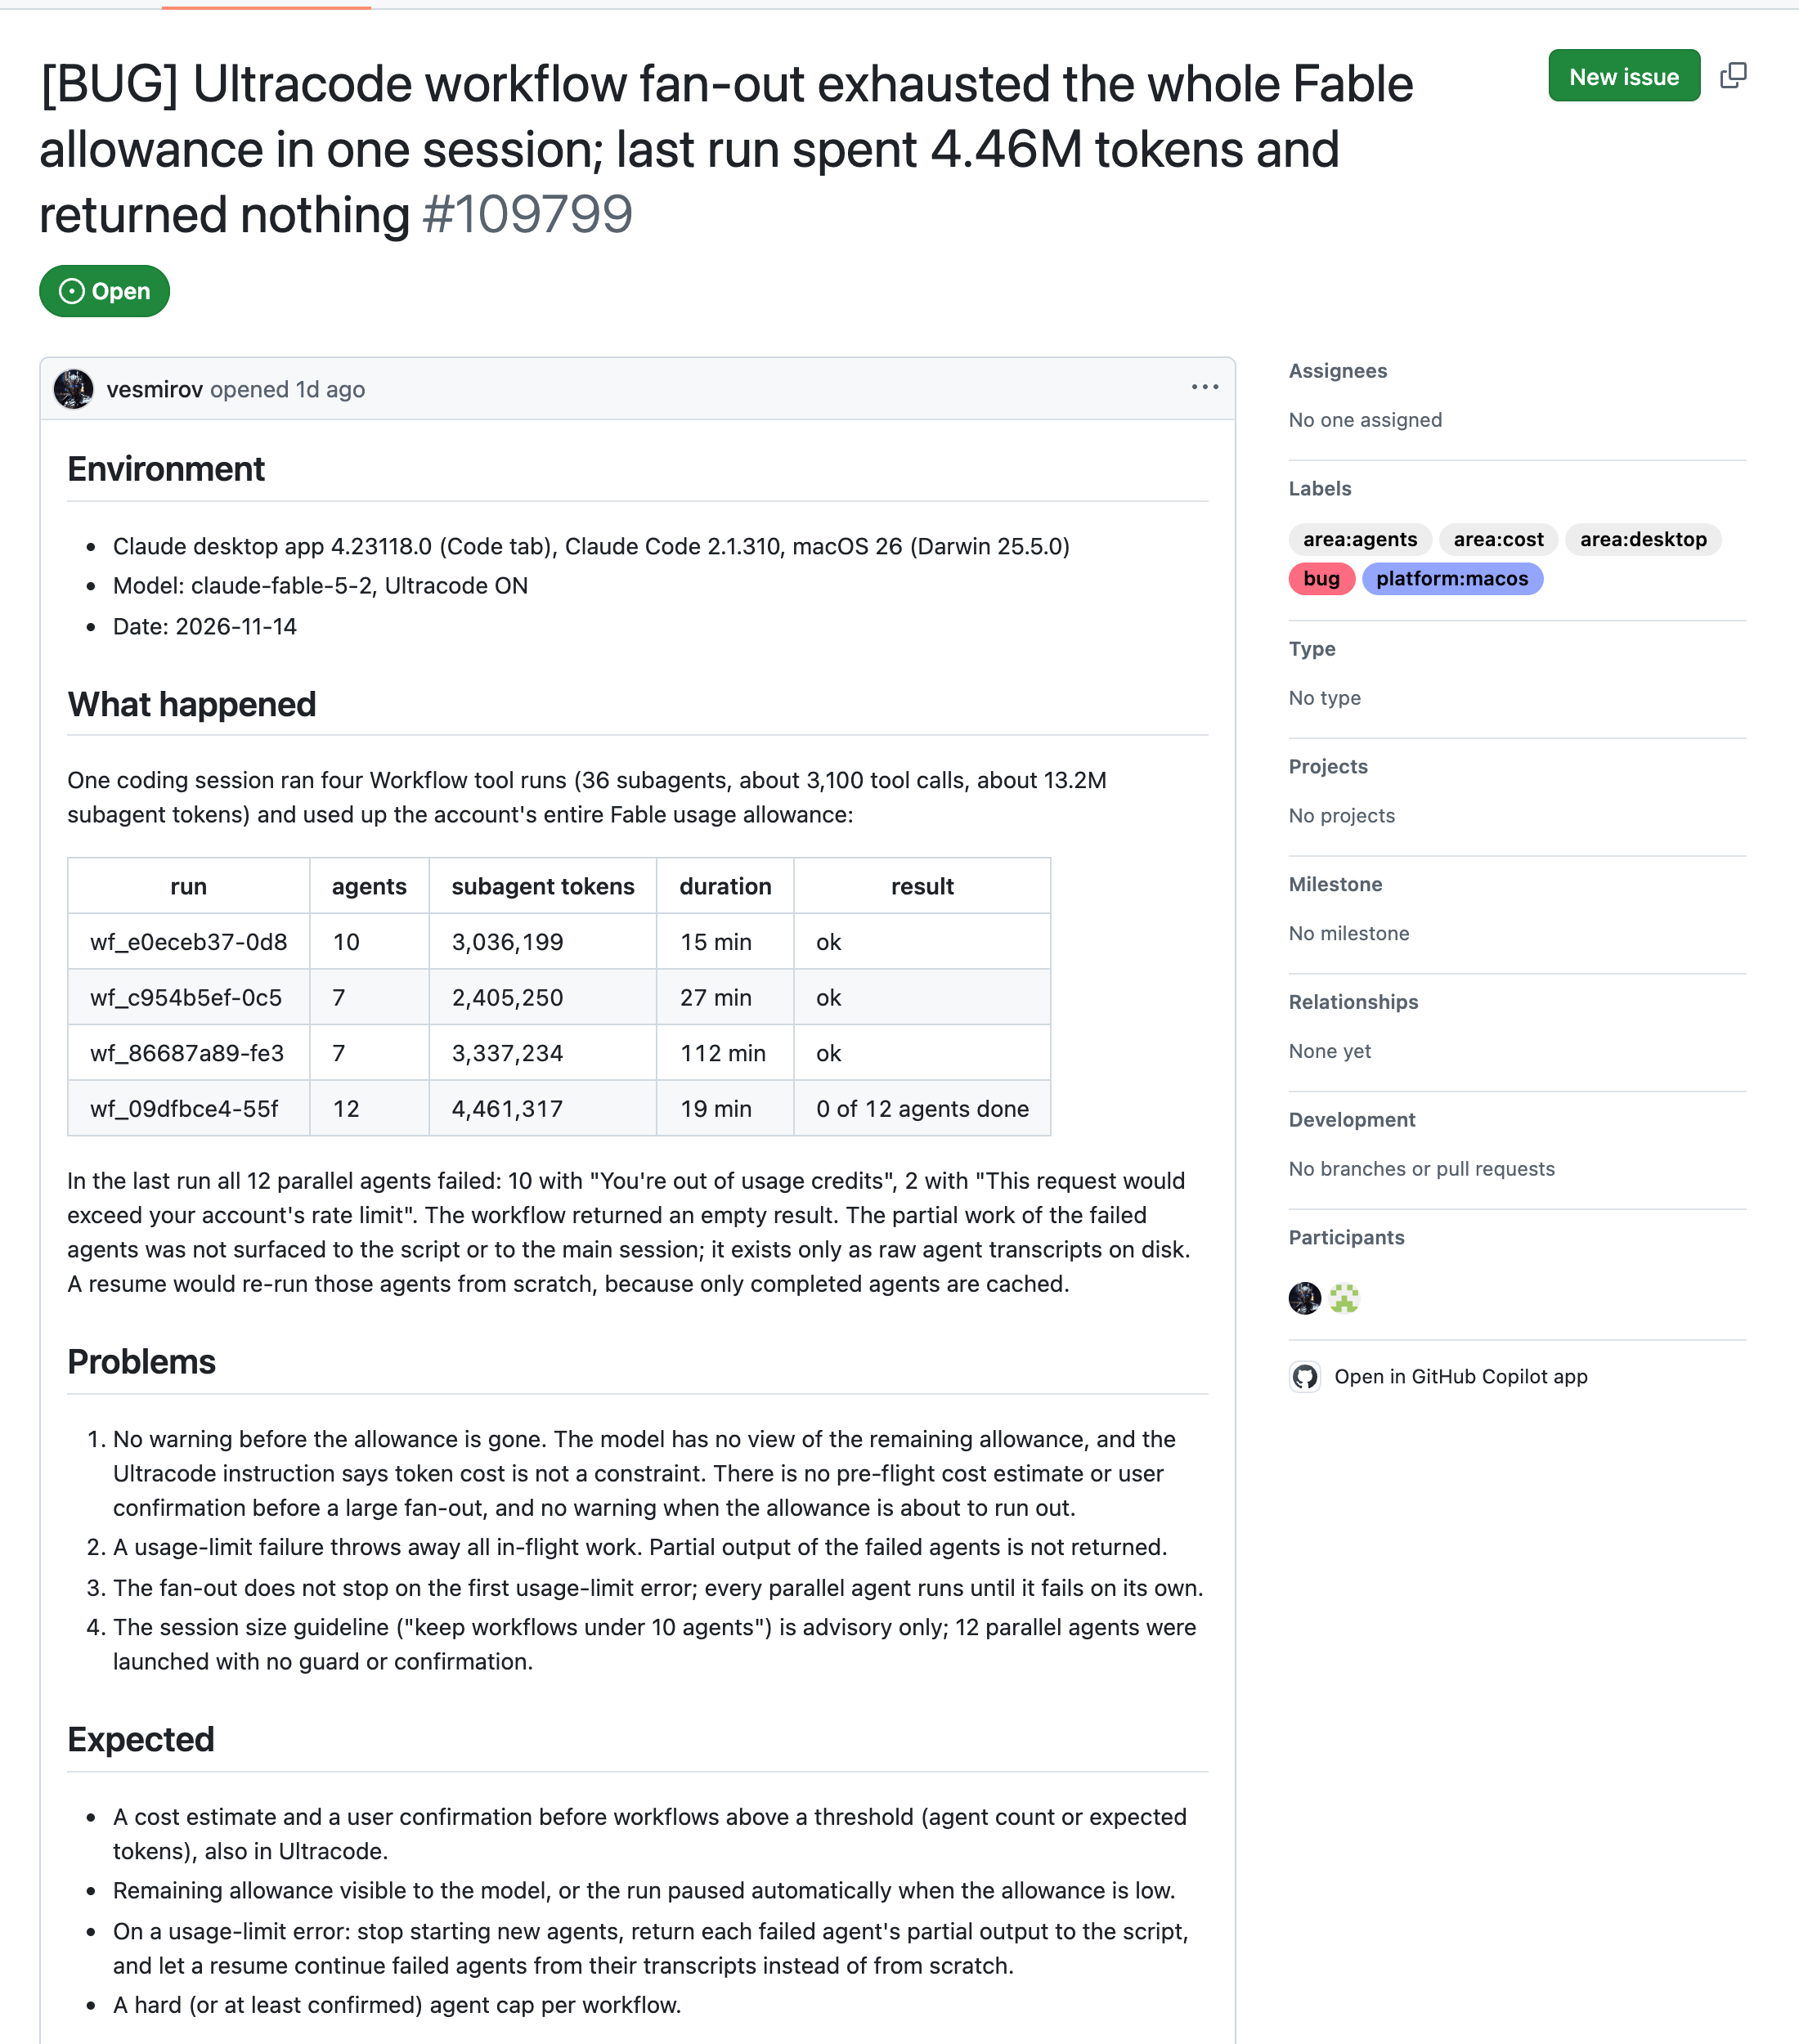 [BUG] Ultracode workflow fan-out exhausted the whole Fable
allowance in one session; last run spent 4.46M tokens and
returned nothing #109799
New issue
Open
vesmirov opened 1d ago
Environment
Claude desktop app 4.23118.0 (Code tab), Claude Code 2.1.310, macOS 26 (Darwin 25.5.0)
Model: claude-fable-5-2, Ultracode ON
Date: 2026-11-14
What happened
One coding session ran four Workflow tool runs (36 subagents, about 3,100 tool calls, about 13.2M
subagent tokens) and used up the account's entire Fable usage allowance:
run agents subagent tokens duration result
wf_e0eceb37-0d8 10 3,036,199 15 min ok
wf_c954b5ef-0c5 7 2,405,250 27 min ok
wf_86687a89-fe3 7 3,337,234 112 min ok
wf_09dfbce4-55f 12 4,461,317 19 min 0 of 12 agents done
In the last run all 12 parallel agents failed: 10 with "You're out of usage credits", 2 with "This request would
exceed your account's rate limit". The workflow returned an empty result. The partial work of the failed
agents was not surfaced to the script or to the main session; it exists only as raw agent transcripts on disk.
A resume would re-run those agents from scratch, because only completed agents are cached.
Problems
1. No warning before the allowance is gone. The model has no view of the remaining allowance, and the
Ultracode instruction says token cost is not a constraint. There is no pre-flight cost estimate or user
confirmation before a large fan-out, and no warning when the allowance is about to run out.
2. A usage-limit failure throws away all in-flight work. Partial output of the failed agents is not returned.
3. The fan-out does not stop on the first usage-limit error; every parallel agent runs until it fails on its own.
4. The session size guideline ("keep workflows under 10 agents") is advisory only; 12 parallel agents were
launched with no guard or confirmation.
Expected
A cost estimate and a user confirmation before workflows above a threshold (agent count or expected
tokens), also in Ultracode.
Remaining allowance visible to the model, or the run paused automatically when the allowance is low.
On a usage-limit error: stop starting new agents, return each failed agent's partial output to the script,
and let a resume continue failed agents from their transcripts instead of from scratch.
A hard (or at least confirmed) agent cap per workflow.
Assignees
No one assigned
Labels
area:agents area:cost area:desktop
bug platform:macos
Type
No type
Projects
No projects
Milestone
No milestone
Relationships
None yet
Development
No branches or pull requests
Participants
Open in GitHub Copilot app